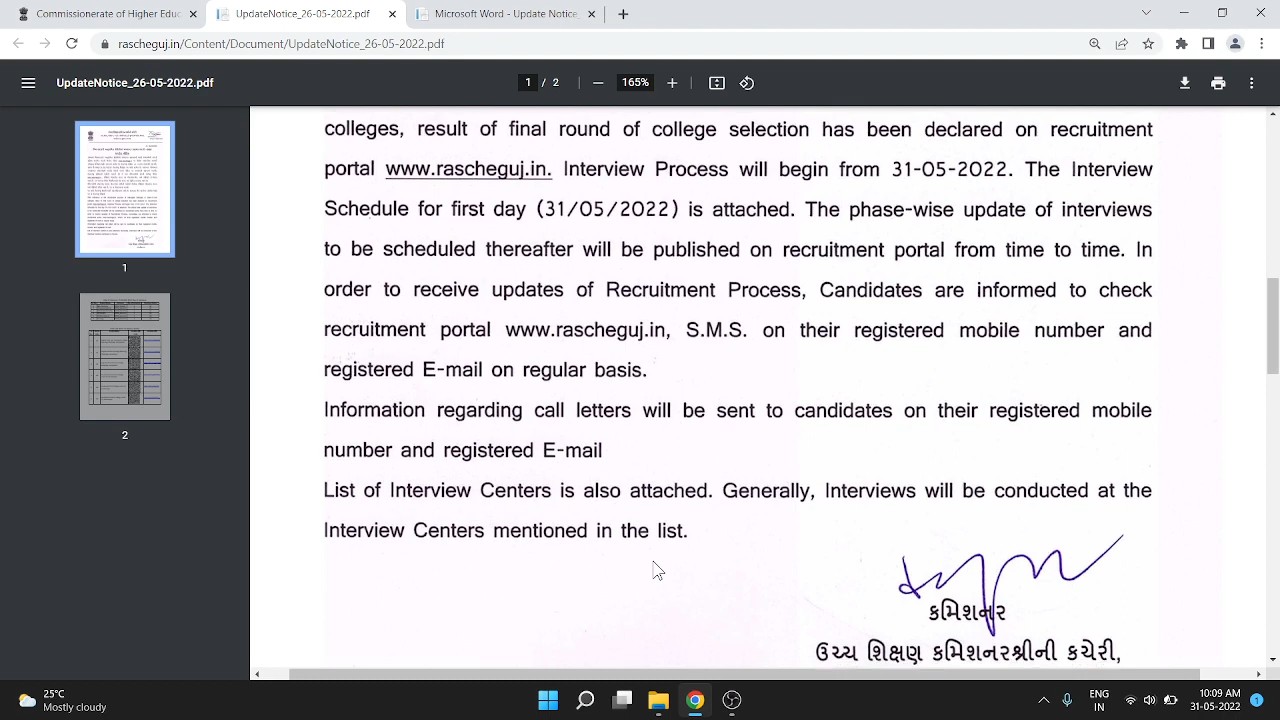 Commissionerate of Higher Educ
UpdateNotice_26-05-2022.pdf
Microsoft Word - Update Notice_
rascheguj.in/Content/Document/UpdateNotice_26-05-2022.pdf
UpdateNotice_26-05-2022.pdf
1 / 2
165%
colleges, result of final round of college selection has been declared on recruitment
portal www.rascheguj.in. Interview Process will begin from 31-05-2022. The Interview
Schedule for first day (31/05/2022) is attached. The phase-wise update of interviews
to be scheduled thereafter will be published on recruitment portal from time to time. In
order to receive updates of Recruitment Process, Candidates are informed to check
recruitment portal www.rascheguj.in, S.M.S. on their registered mobile number and
registered E-mail on regular basis.
Information regarding call letters will be sent to candidates on their registered mobile
number and registered E-mail
List of Interview Centers is also attached. Generally, Interviews will be conducted at the
Interview Centers mentioned in the list.
કમિશનર
ઉચ્ચ શિક્ષણ કમિશનરશ્રીની કચેરી,
1
2
25°C
Mostly cloudy
ENG
IN
10:09 AM
31-05-2022
1